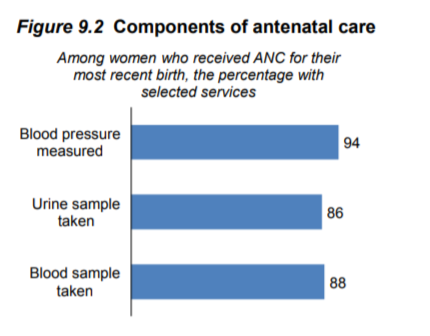 Figure 9.2 Components of antenatal care
Among women who received ANC for their
most recent birth, the percentage with
selected services
Blood pressure
measured
94
Urine sample
taken
86
Blood sample
taken
88